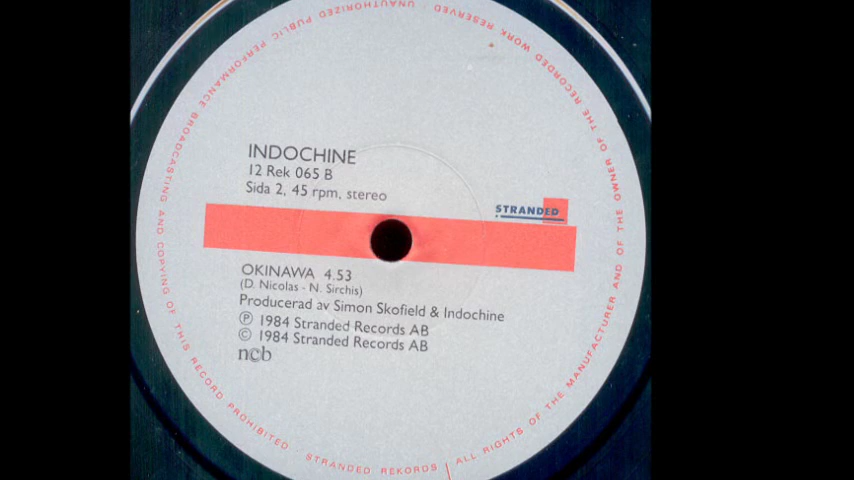 INDOCHINE
12 Rek 065 B
Sida 2, 45 rpm, stereo
STRANDED
OKINAWA 4.53
(D. Nicolas - N. Sirchis)
Producerad av Simon Skofield & Indochine
Ⓟ 1984 Stranded Records AB
© 1984 Stranded Records AB
ncb
ALL RIGHTS OF THE MANUFACTURER AND OF THE OWNER OF THE RECORDED WORK RESERVED UNAUTHORIZED PUBLIC PERFORMANCE BROADCASTING AND COPYING OF THIS RECORD PROHIBITED STRANDED REKORDS